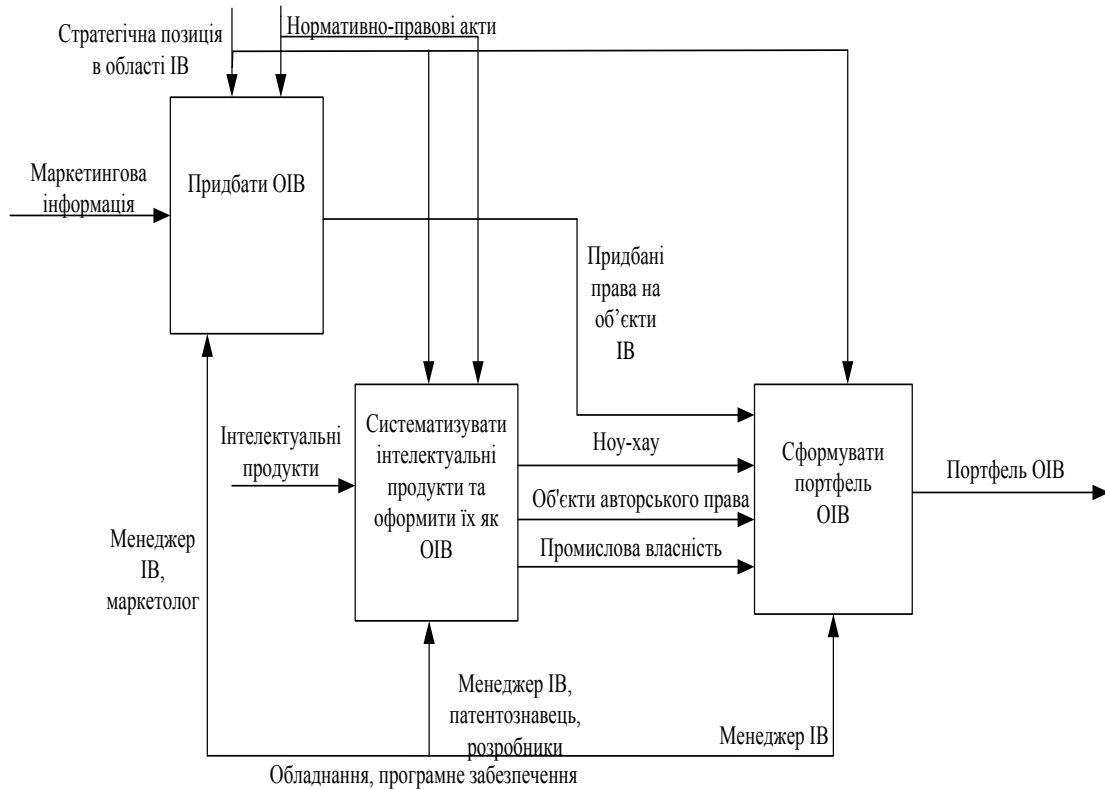 Стратегічна позиція
в області ІВ
Нормативно-правові акти
Маркетингова
інформація
Придбати ОІВ
Придбані
права на
об’єкти
ІВ
Інтелектуальні
продукти
Систематизувати
інтелектуальні
продукти та
оформити їх як
ОІВ
Ноу-хау
Об'єкти авторського права
Промислова власність
Сформувати
портфель
ОІВ
Портфель ОІВ
Менеджер
ІВ,
маркетолог
Менеджер ІВ,
патентознавець,
розробники
Менеджер ІВ
Обладнання, програмне забезпечення